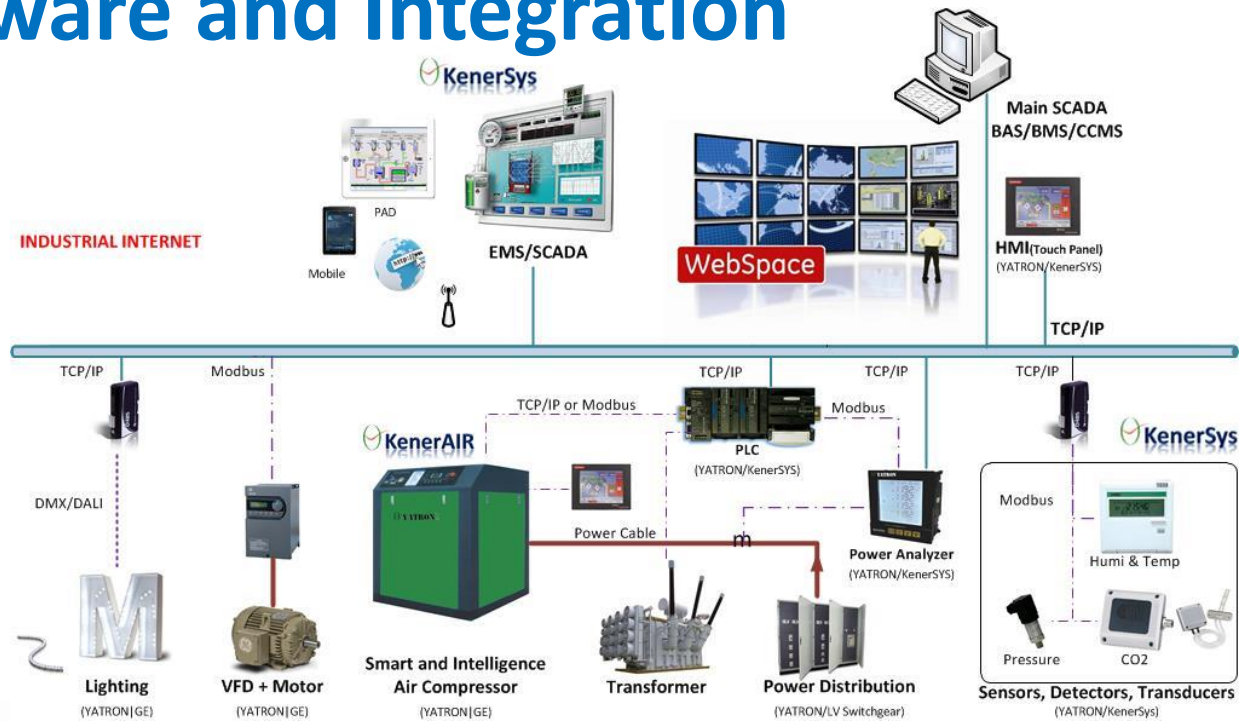 ware and Integration
KenerSys
Main SCADA
BAS/BMS/CCMS
PAD
INDUSTRIAL INTERNET
Mobile
http://ww
EMS/SCADA
WebSpace
HMI(Touch Panel)
(YATRON/KenerSYS)
TCP/IP
TCP/IP
Modbus
TCP/IP
TCP/IP
TCP/IP
TCP/IP or Modbus
Modbus
KenerAIR
KenerSys
PLC
(YATRON/KenerSYS)
DMX/DALI
YATRON
YATRON
Modbus
Power Cable
m
Power Analyzer
(YATRON/KenerSYS)
Humi & Temp
Pressure
CO2
Lighting
(YATRON|GE)
VFD + Motor
(YATRON|GE)
Smart and Intelligence
Air Compressor
(YATRON|GE)
Transformer
Power Distribution
(YATRON/LV Switchgear)
Sensors, Detectors, Transducers
(YATRON/KenerSys)